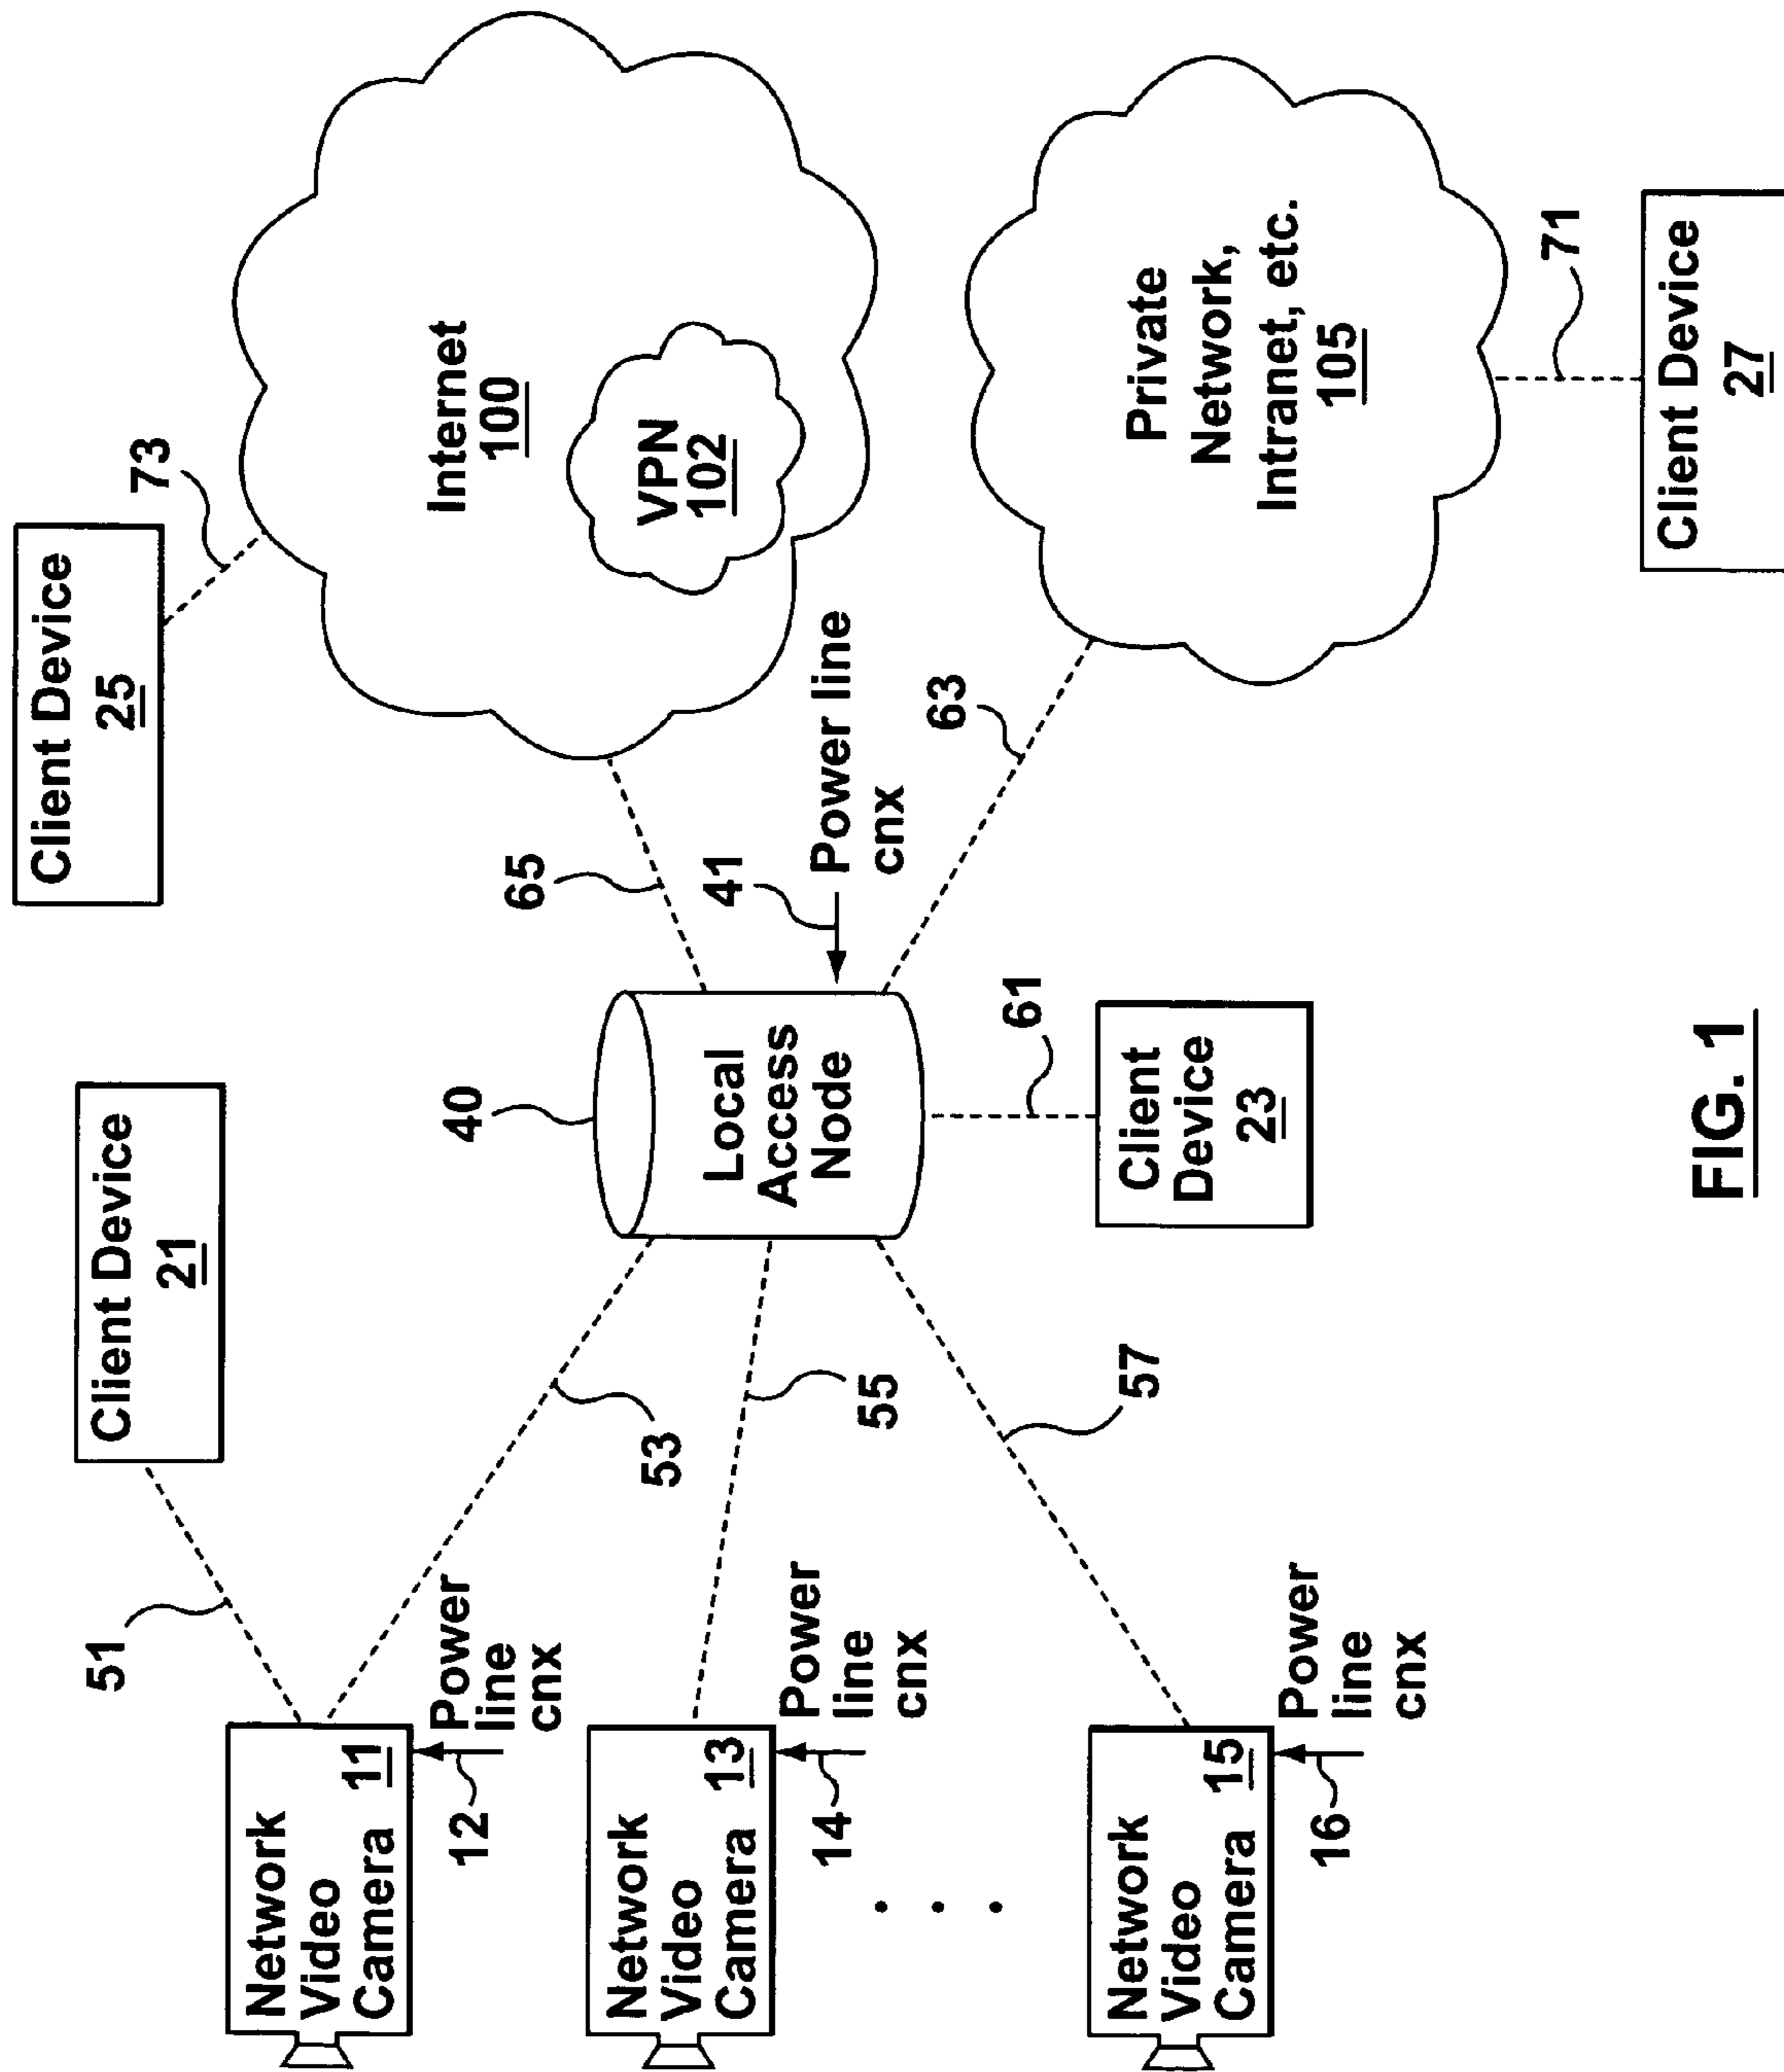 Client Device
25
73
Client Device
21
Internet
100
VPN
102
51
40
65
Network
Video
Camera 11
12
Power
line
cnx
53
Local
Access
Node
41
Power line
cnx
Network
Video
Camera 13
14
Power
line
cnx
55
63
Private
Network,
Intranet, etc.
105
61
57
Client
Device
23
71
Network
Video
Camera 15
16
Power
line
cnx
Client Device
27
FIG. 1